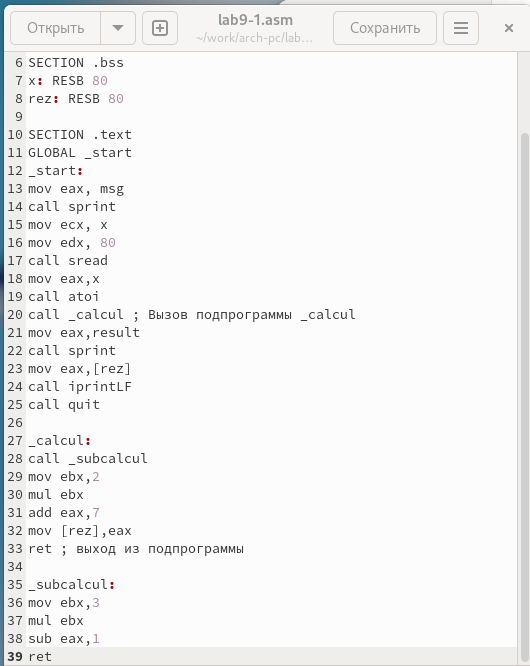 Открыть
lab9-1.asm
~/work/arch-pc/lab...
Сохранить
6 SECTION .bss
7 x: RESB 80
8 rez: RESB 80
9
10 SECTION .text
11 GLOBAL _start
12 _start:
13 mov eax, msg
14 call sprint
15 mov ecx, x
16 mov edx, 80
17 call sread
18 mov eax,x
19 call atoi
20 call _calcul ; Вызов подпрограммы _calcul
21 mov eax,result
22 call sprint
23 mov eax,[rez]
24 call iprintLF
25 call quit
26
27 _calcul:
28 call _subcalcul
29 mov ebx,2
30 mul ebx
31 add eax,7
32 mov [rez],eax
33 ret ; выход из подпрограммы
34
35 _subcalcul:
36 mov ebx,3
37 mul ebx
38 sub eax,1
39 ret